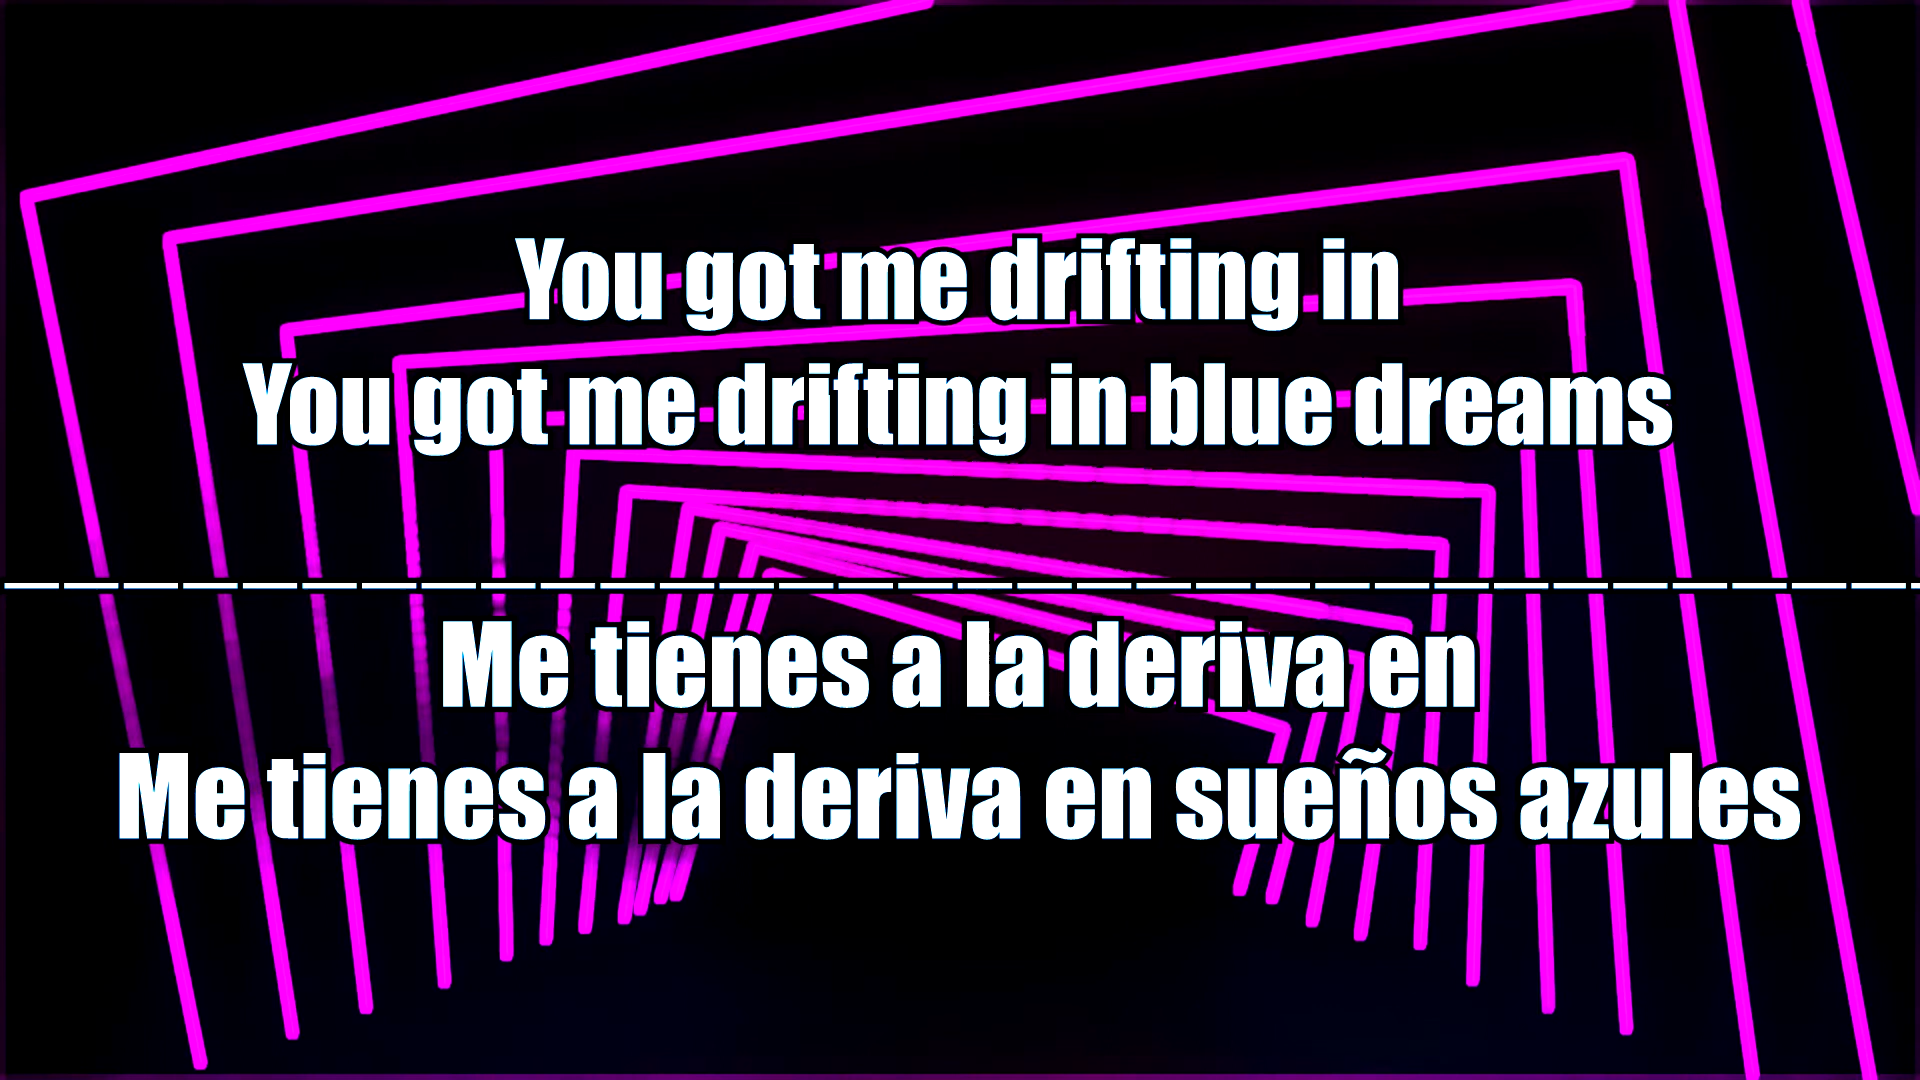 You got me drifting in
You got me drifting in blue dreams
Me tienes a la deriva en
Me tienes a la deriva en sueños azules